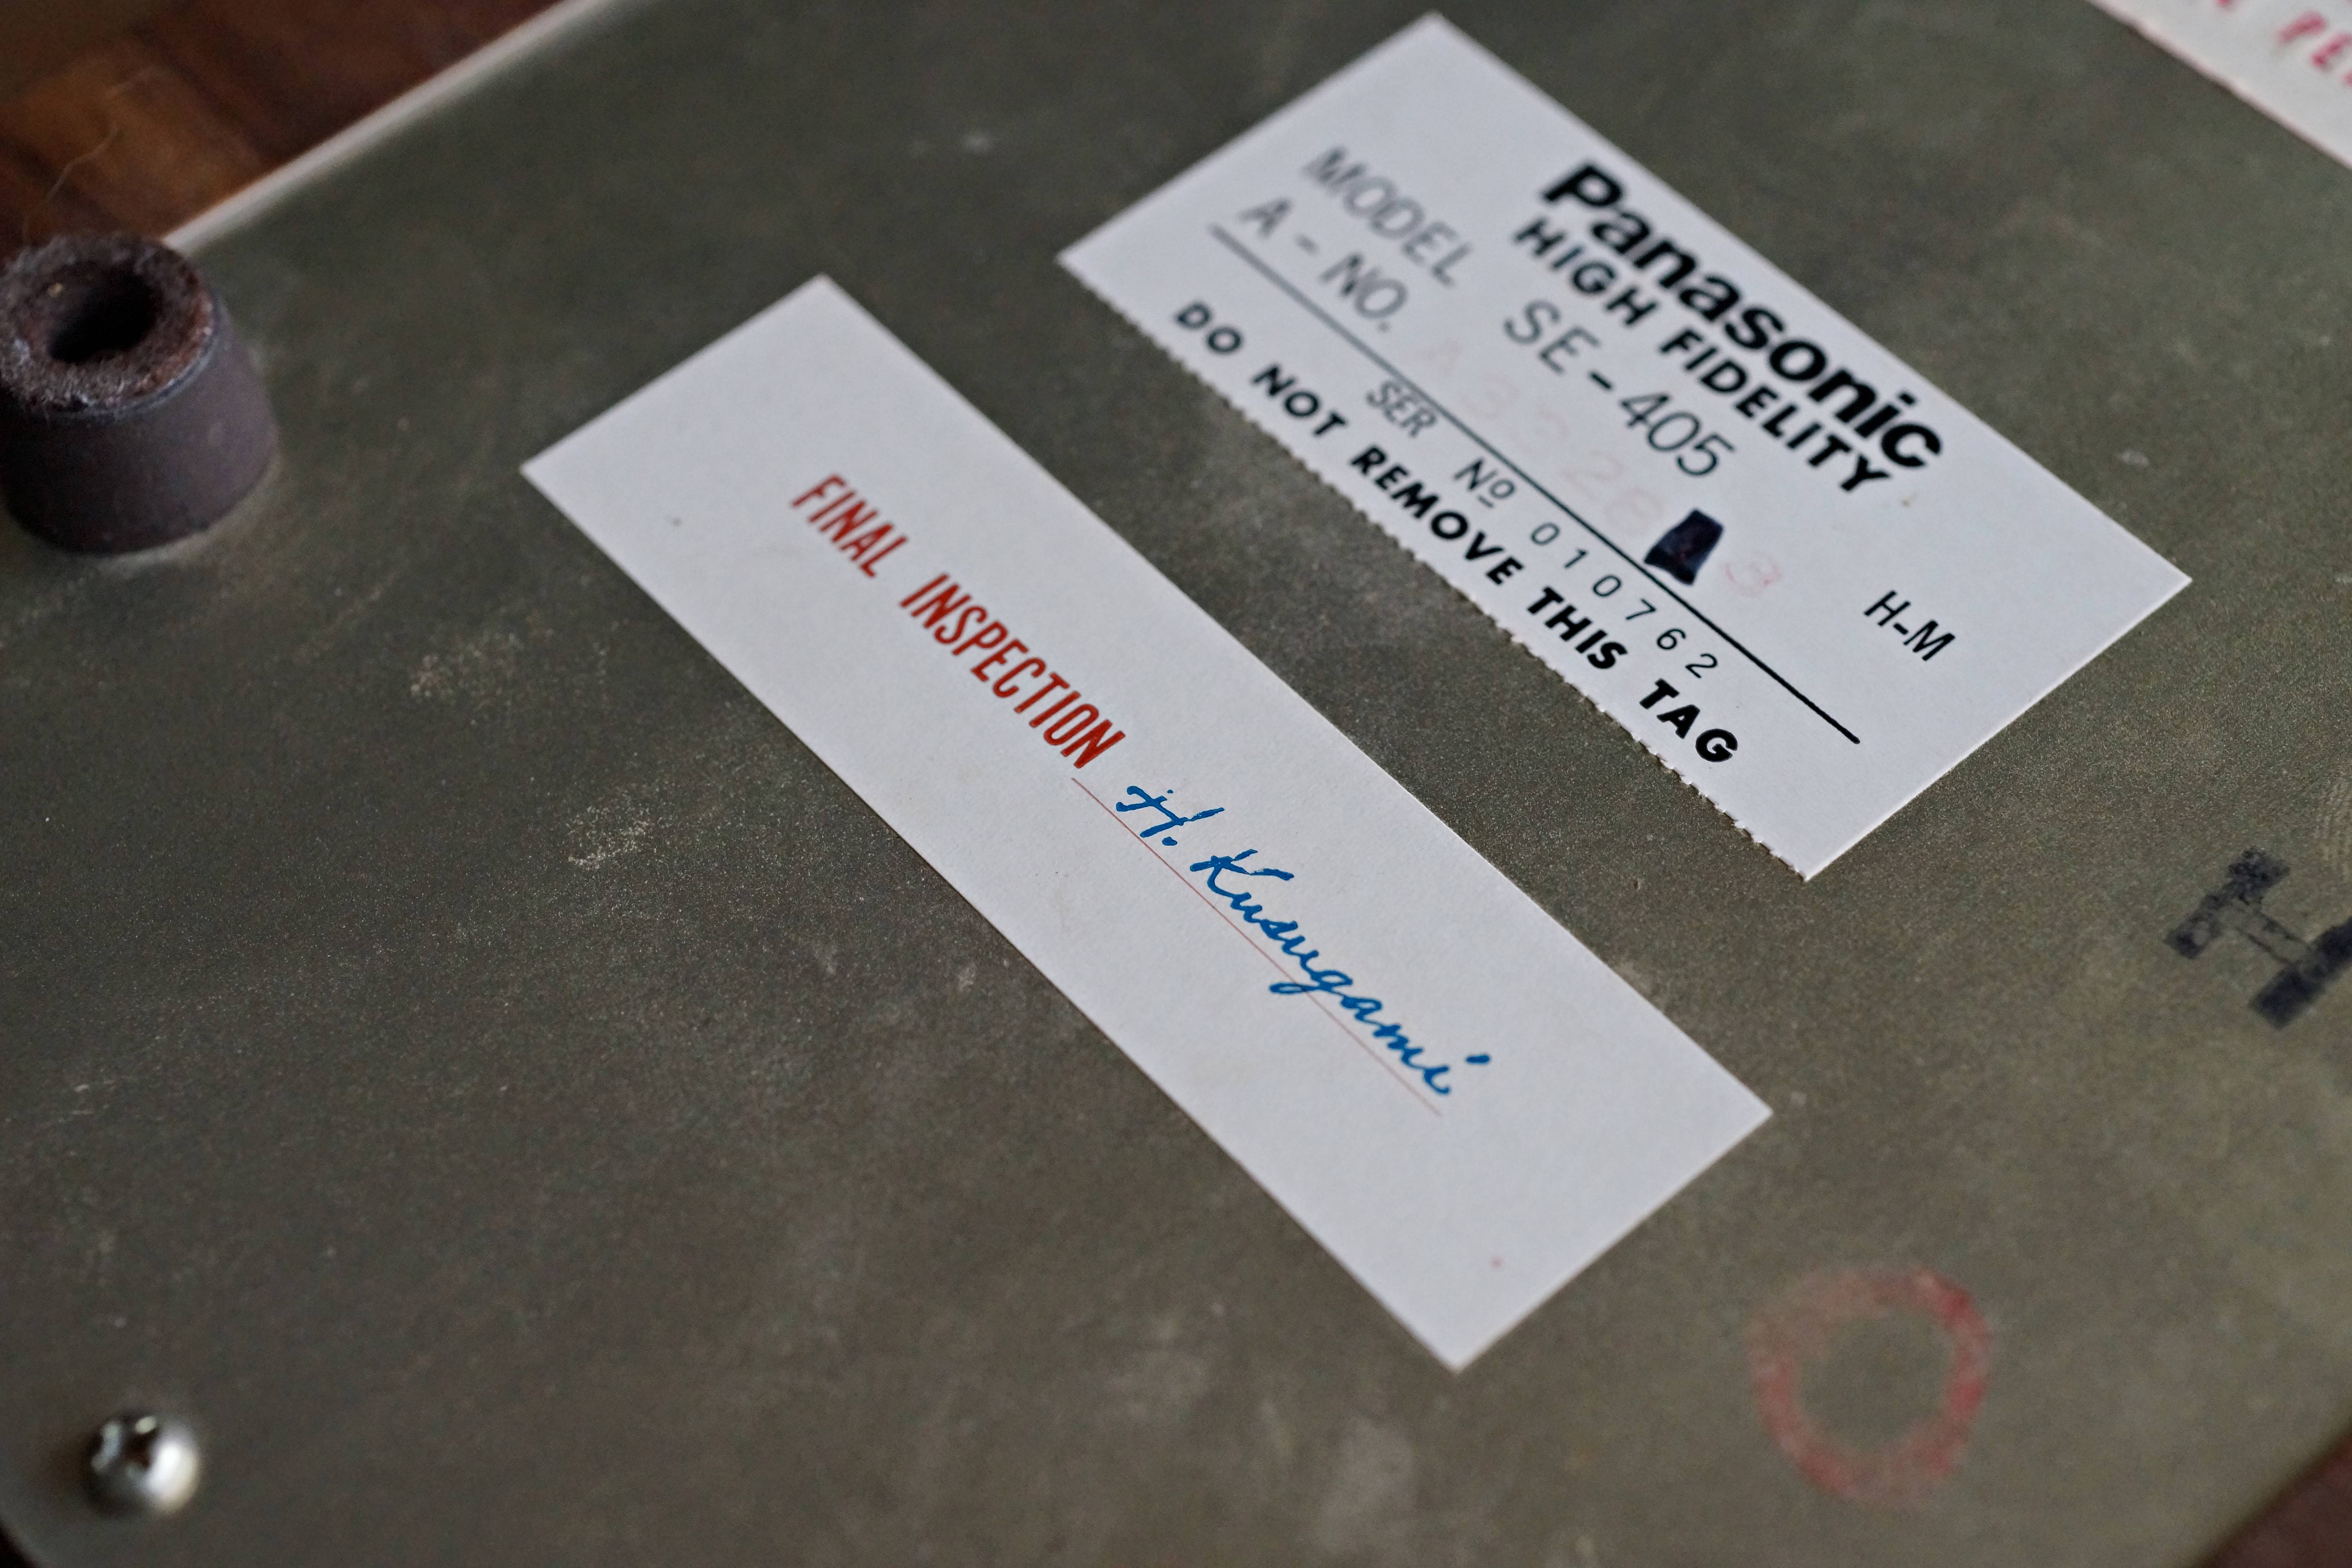 Panasonic
HIGH FIDELITY
MODEL SE-405
A-NO. H-M
SER Nº 010762
DO NOT REMOVE THIS TAG
FINAL INSPECTION H. Kusugami
H